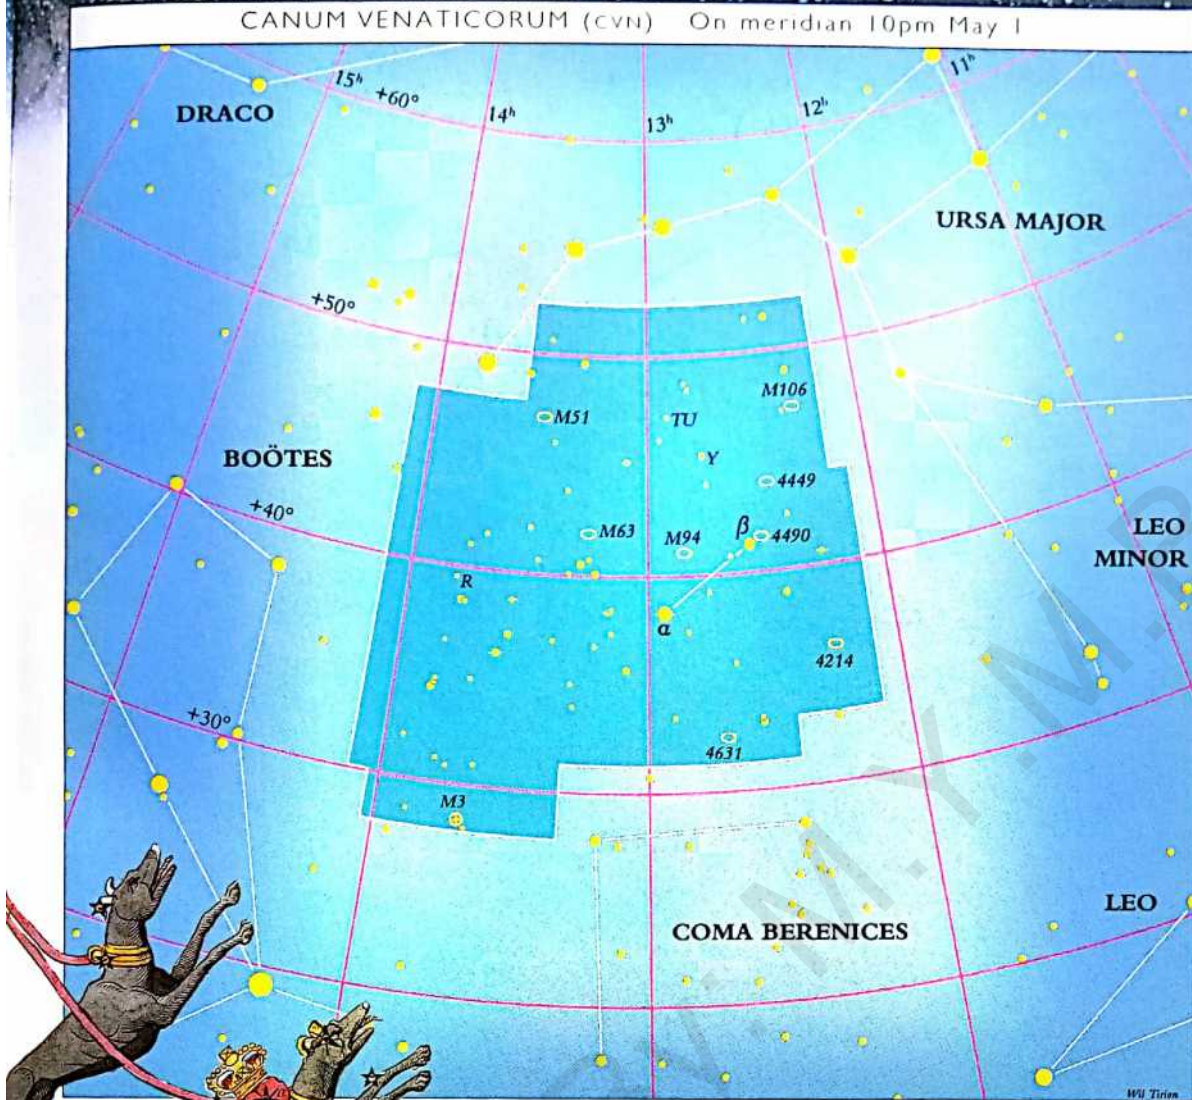 CANUM VENATICORUM (CVN) On meridian 10pm May 1
15h
+60°
14h
13h
12h
11h
DRACO
URSA MAJOR
+50°
M106
M51
TU
BOÖTES
Y
4449
+40°
M63
M94
β
4490
LEO
MINOR
R
α
4214
+30°
4631
M3
LEO
COMA BERENICES
Wil Tirion